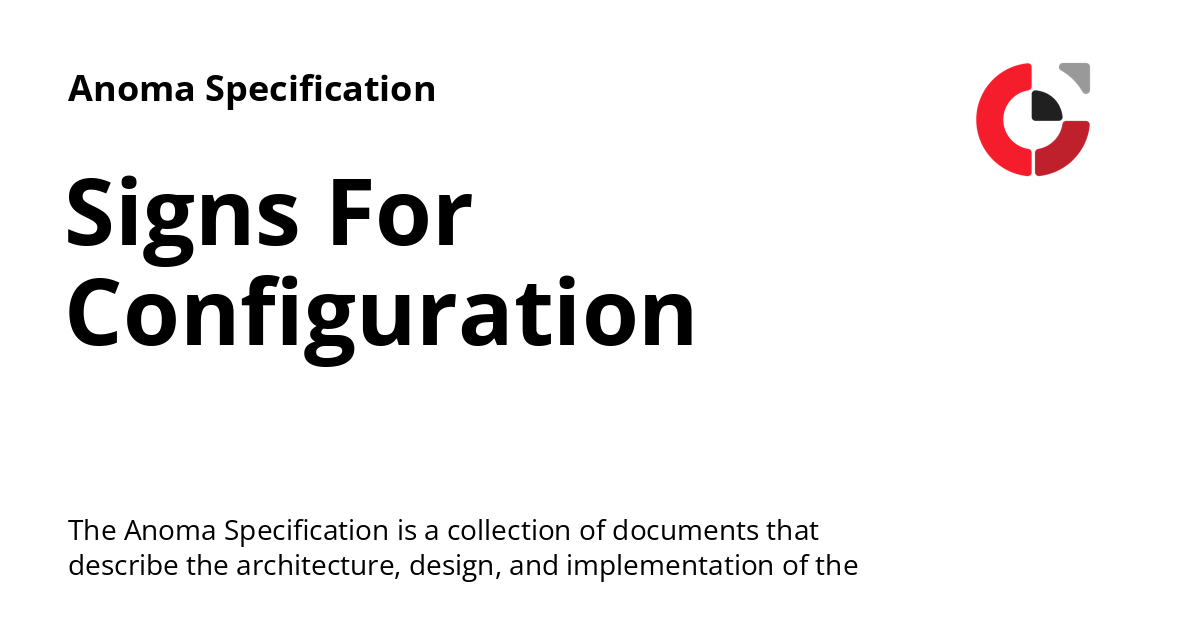 Anoma Specification
Signs For
Configuration
The Anoma Specification is a collection of documents that
describe the architecture, design, and implementation of the